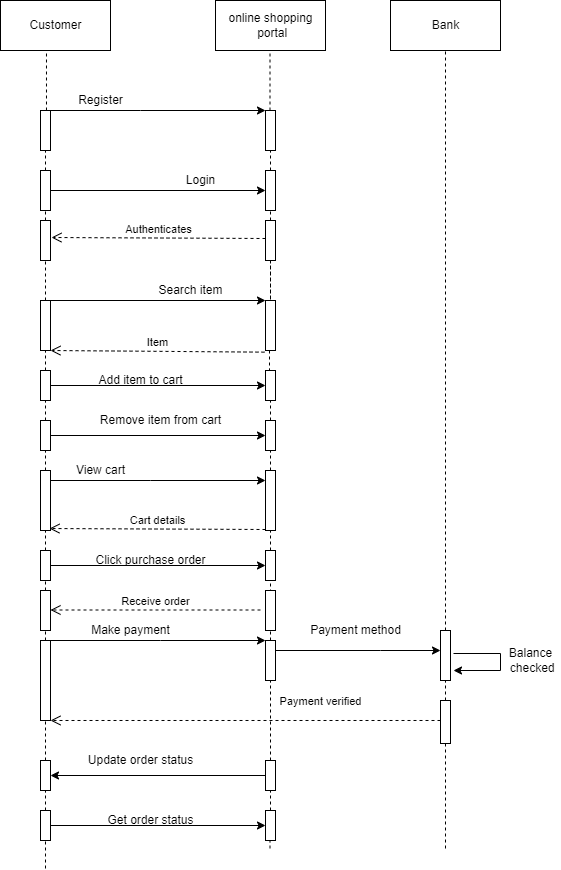 Customer
online shopping
portal
Bank
Register
Login
Authenticates
Search item
Item
Add item to cart
Remove item from cart
View cart
Cart details
Click purchase order
Receive order
Make payment
Payment method
Balance
checked
Payment verified
Update order status
Get order status